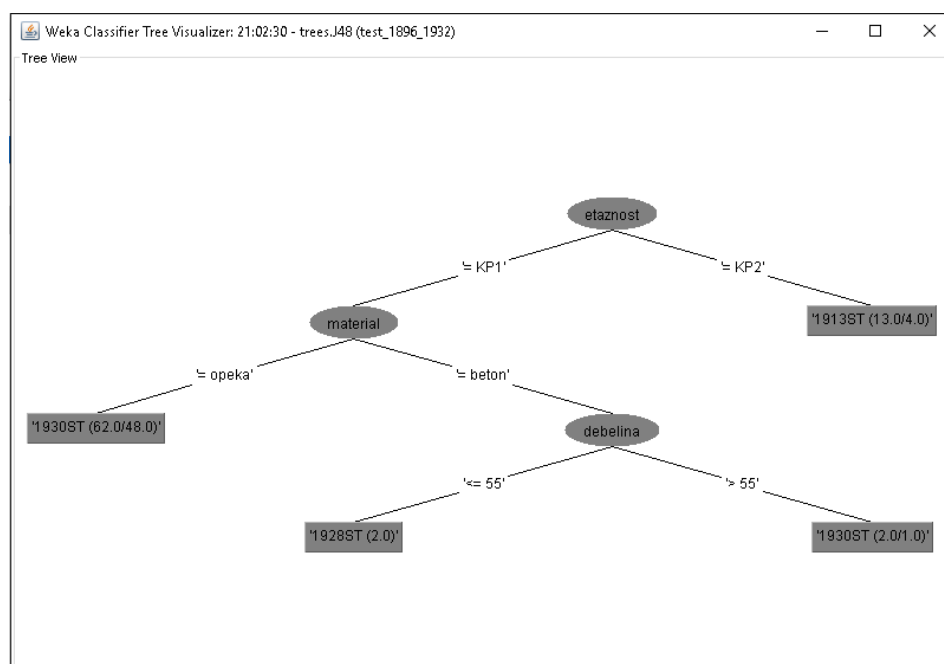 Weka Classifier Tree Visualizer: 21:02:30 - trees.J48 (test_1896_1932)
Tree View
etaznost
'= KP1'
'= KP2'
material
'1913ST (13.0/4.0)'
'= opeka'
'= beton'
'1930ST (62.0/48.0)'
debelina
'<= 55'
'> 55'
'1928ST (2.0)'
'1930ST (2.0/1.0)'